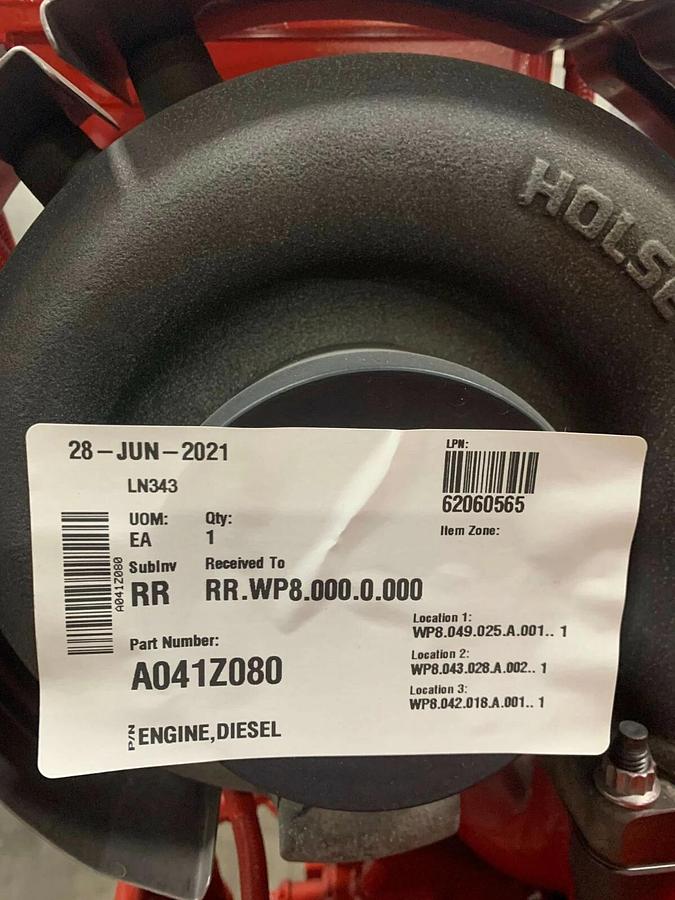 HOLSE
28-JUN-2021
LN343
LPN:
62060565
UOM: Qty:
EA 1
Item Zone:
SubInv Received To
RR RR.WP8.000.0.000
A041Z080
Location 1:
WP8.049.025.A.001.. 1
Part Number:
A041Z080
Location 2:
WP8.043.028.A.002.. 1
Location 3:
WP8.042.018.A.001.. 1
P/N ENGINE,DIESEL